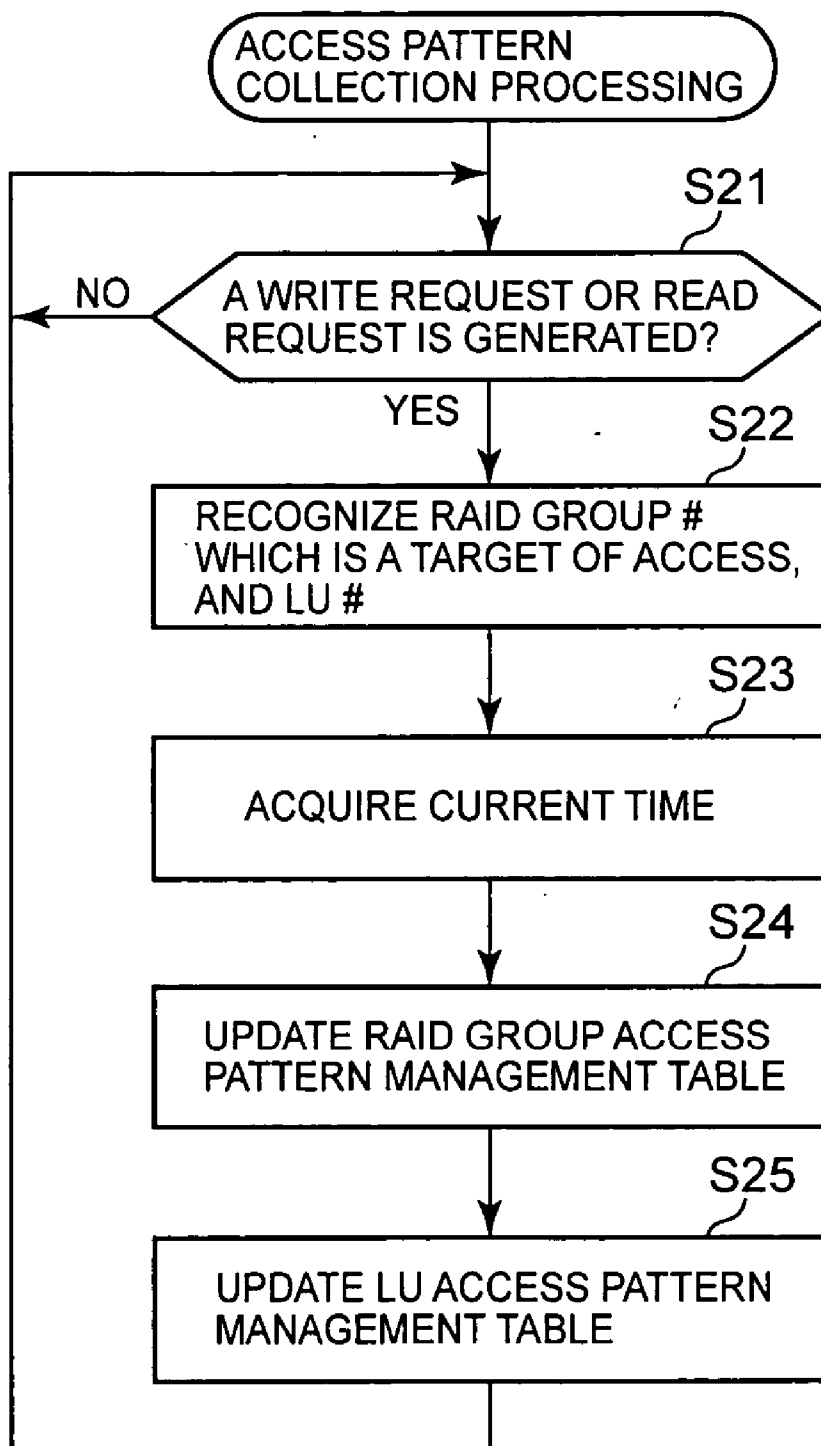 ACCESS PATTERN
COLLECTION PROCESSING
S21
NO
A WRITE REQUEST OR READ
REQUEST IS GENERATED?
YES
S22
RECOGNIZE RAID GROUP #
WHICH IS A TARGET OF ACCESS,
AND LU #
S23
ACQUIRE CURRENT TIME
S24
UPDATE RAID GROUP ACCESS
PATTERN MANAGEMENT TABLE
S25
UPDATE LU ACCESS PATTERN
MANAGEMENT TABLE